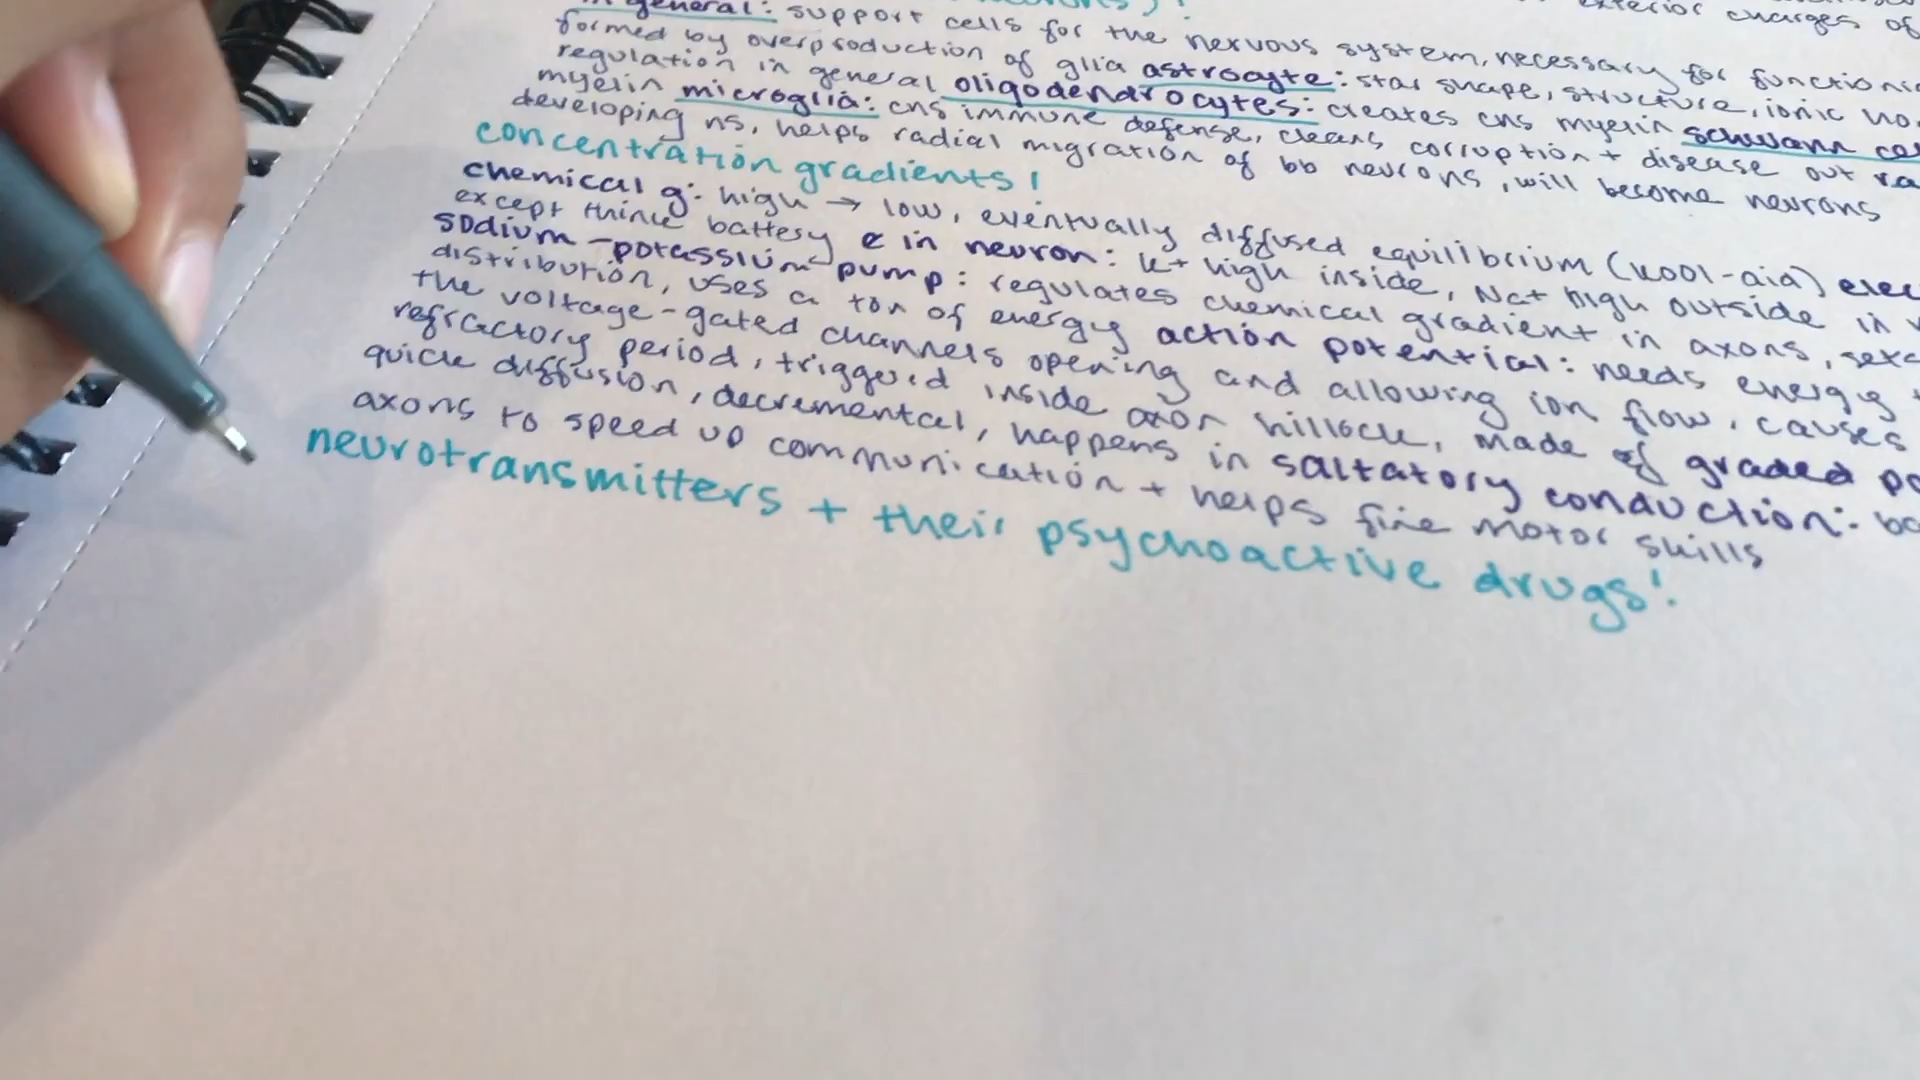 in general: support cells for the nervous system, necessary for
exterior charges of
formed by overproduction of glia astrocyte: star shape, structure, ionic
regulation in general oligodendrocytes: creates cns myelin schwann
myelin microglia: cns immune defense, cleans corruption + disease out
developing ns, helps radial migration of bb neurons, will become neurons
concentration gradients!
chemical g: high → low, eventually diffused equilibrium (kool-aid)
except think battery in neuron: k+ high inside, Na+ high outside in
sodium-potassium pump: regulates chemical gradient in axons,
distribution, uses a ton of energy action potential: needs energy
the voltage-gated channels opening and allowing ion flow, causes
refractory period, triggered inside axon hillock, made of graded
quick diffusion, decremental, happens in saltatory conduction:
axons to speed up communication + helps fine motor skills
neurotransmitters + their psychoactive drugs!